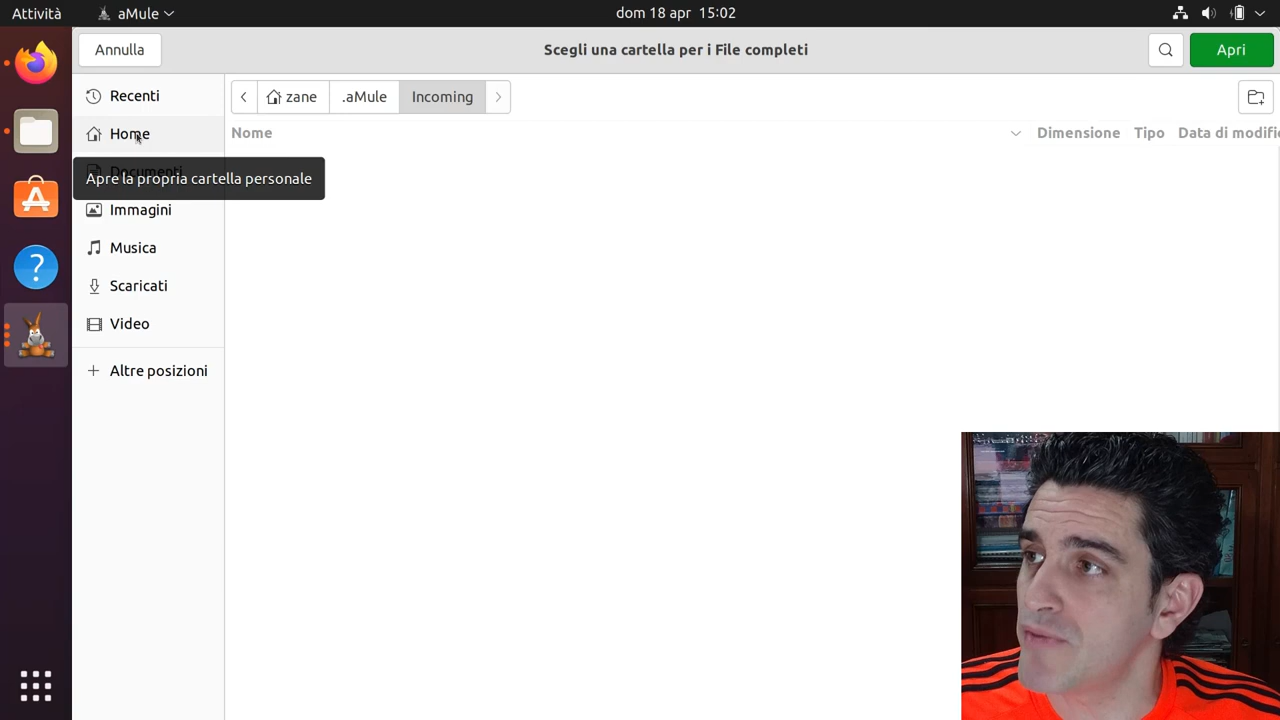 Attività
aMule
dom 18 apr 15:02
Annulla
Scegli una cartella per i File completi
Apri
Recenti
zane
.aMule
Incoming
Home
Nome
Dimensione
Tipo
Data di modifi
Documenti
Apre la propria cartella personale
Immagini
Musica
Scaricati
Video
Altre posizioni